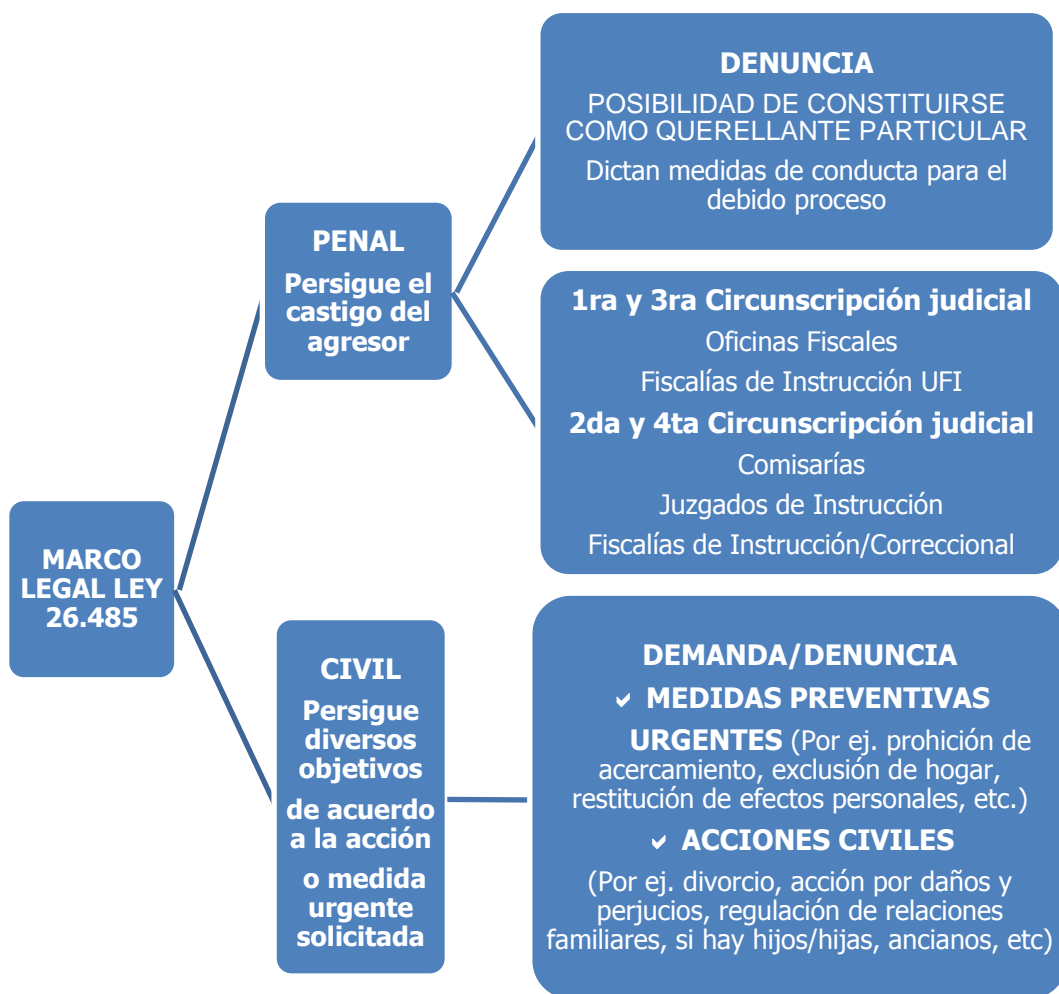 MARCO
LEGAL LEY
26.485
PENAL
Persigue el
castigo del
agresor
DENUNCIA
POSIBILIDAD DE CONSTITUIRSE
COMO QUERELLANTE PARTICULAR
Dictan medidas de conducta para el
debido proceso
1ra y 3ra Circunscripción judicial
Oficinas Fiscales
Fiscalías de Instrucción UFI
2da y 4ta Circunscripción judicial
Comisarías
Juzgados de Instrucción
Fiscalías de Instrucción/Correccional
CIVIL
Persigue
diversos
objetivos
de acuerdo
a la acción
o medida
urgente
solicitada
DEMANDA/DENUNCIA
✓ MEDIDAS PREVENTIVAS
URGENTES (Por ej. prohición de
acercamiento, exclusión de hogar,
restitución de efectos personales, etc.)
✓ ACCIONES CIVILES
(Por ej. divorcio, acción por daños y
perjucios, regulación de relaciones
familiares, si hay hijos/hijas, ancianos, etc)